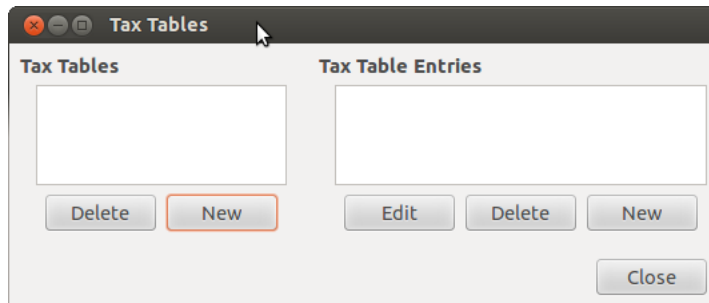 Tax Tables
Tax Tables Tax Table Entries
Delete New Edit Delete New
Close